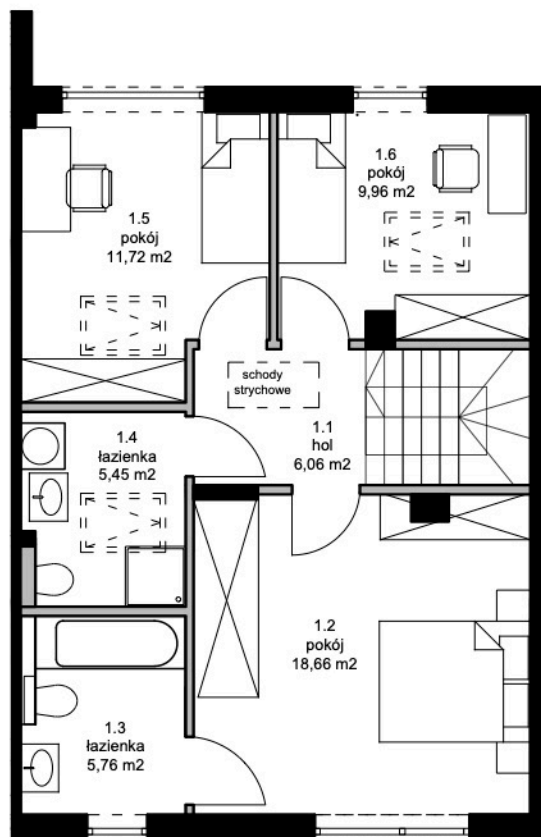 1.6
pokój
9,96 m2
1.5
pokój
11,72 m2
schody
strychowe
1.1
hol
6,06 m2
1.4
łazienka
5,45 m2
1.2
pokój
18,66 m2
1.3
łazienka
5,76 m2